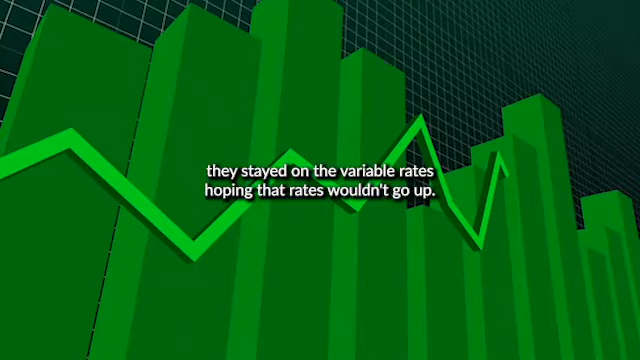 they stayed on the variable rates
hoping that rates wouldn't go up.